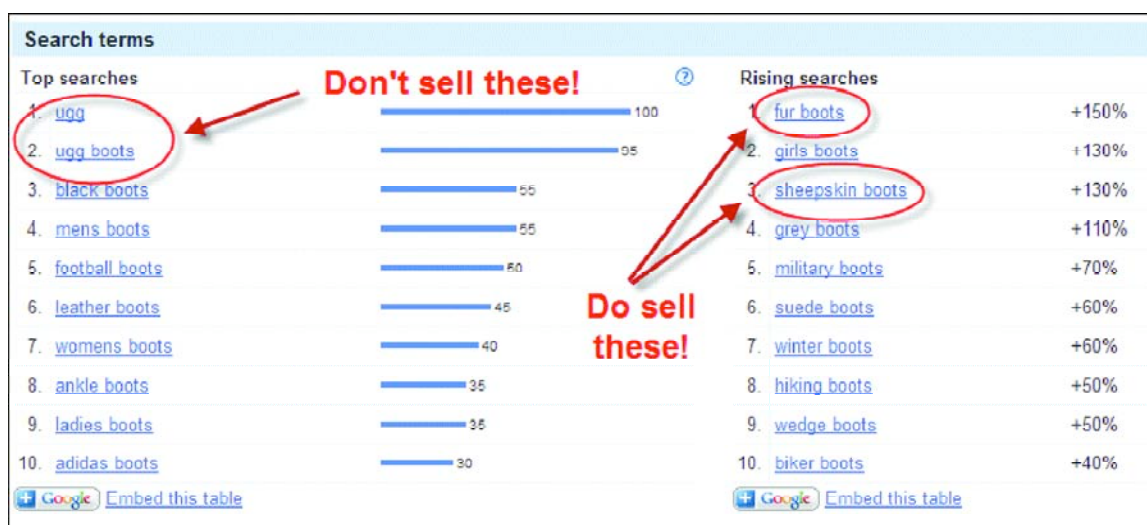 Search terms
Top searches
Don't sell these!
?
1. ugg 100
2. ugg boots 95
3. black boots 55
4. mens boots 55
5. football boots 50
6. leather boots 45
7. womens boots 40
8. ankle boots 35
9. ladies boots 35
10. adidas boots 30
+ Google Embed this table
Rising searches
1. fur boots +150%
2. girls boots +130%
3. sheepskin boots +130%
4. grey boots +110%
5. military boots +70%
6. suede boots +60%
7. winter boots +60%
8. hiking boots +50%
9. wedge boots +50%
10. biker boots +40%
Do sell
these!
+ Google Embed this table